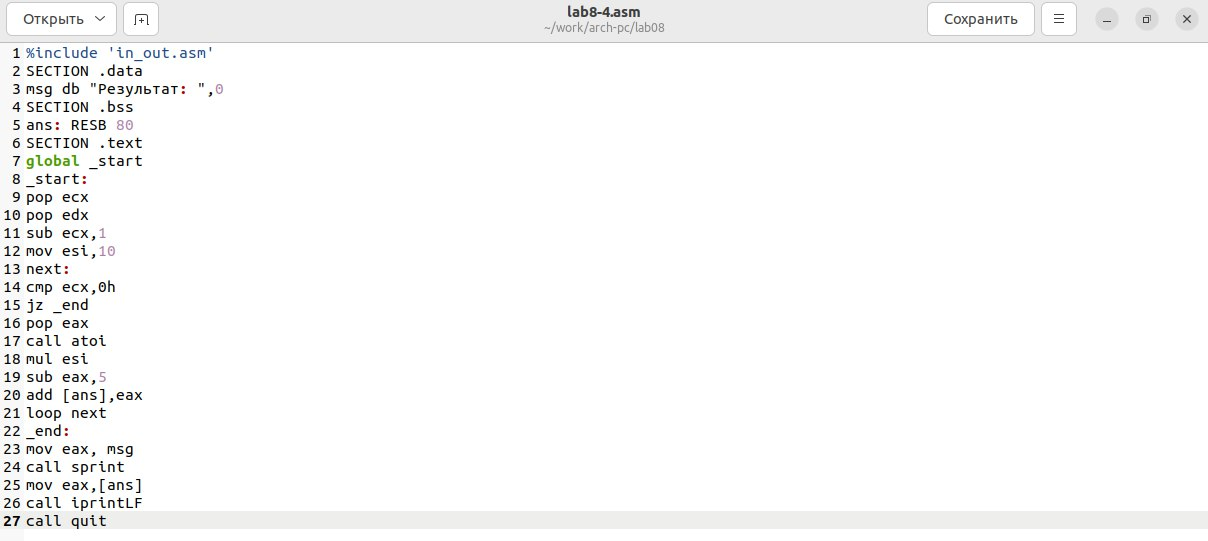 Открыть
lab8-4.asm
~/work/arch-pc/lab08
Сохранить
1 %include 'in_out.asm'
2 SECTION .data
3 msg db "Результат: ",0
4 SECTION .bss
5 ans: RESB 80
6 SECTION .text
7 global _start
8 _start:
9 pop ecx
10 pop edx
11 sub ecx,1
12 mov esi,10
13 next:
14 cmp ecx,0h
15 jz _end
16 pop eax
17 call atoi
18 mul esi
19 sub eax,5
20 add [ans],eax
21 loop next
22 _end:
23 mov eax, msg
24 call sprint
25 mov eax,[ans]
26 call iprintLF
27 call quit